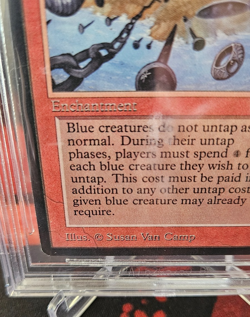 Enchantment
Blue creatures do not untap as
normal. During their untap
phases, players must spend
each blue creature they wish to
untap. This cost must be paid
addition to any other untap cost
given blue creature may already
require.
Illus. © Susan Van Camp